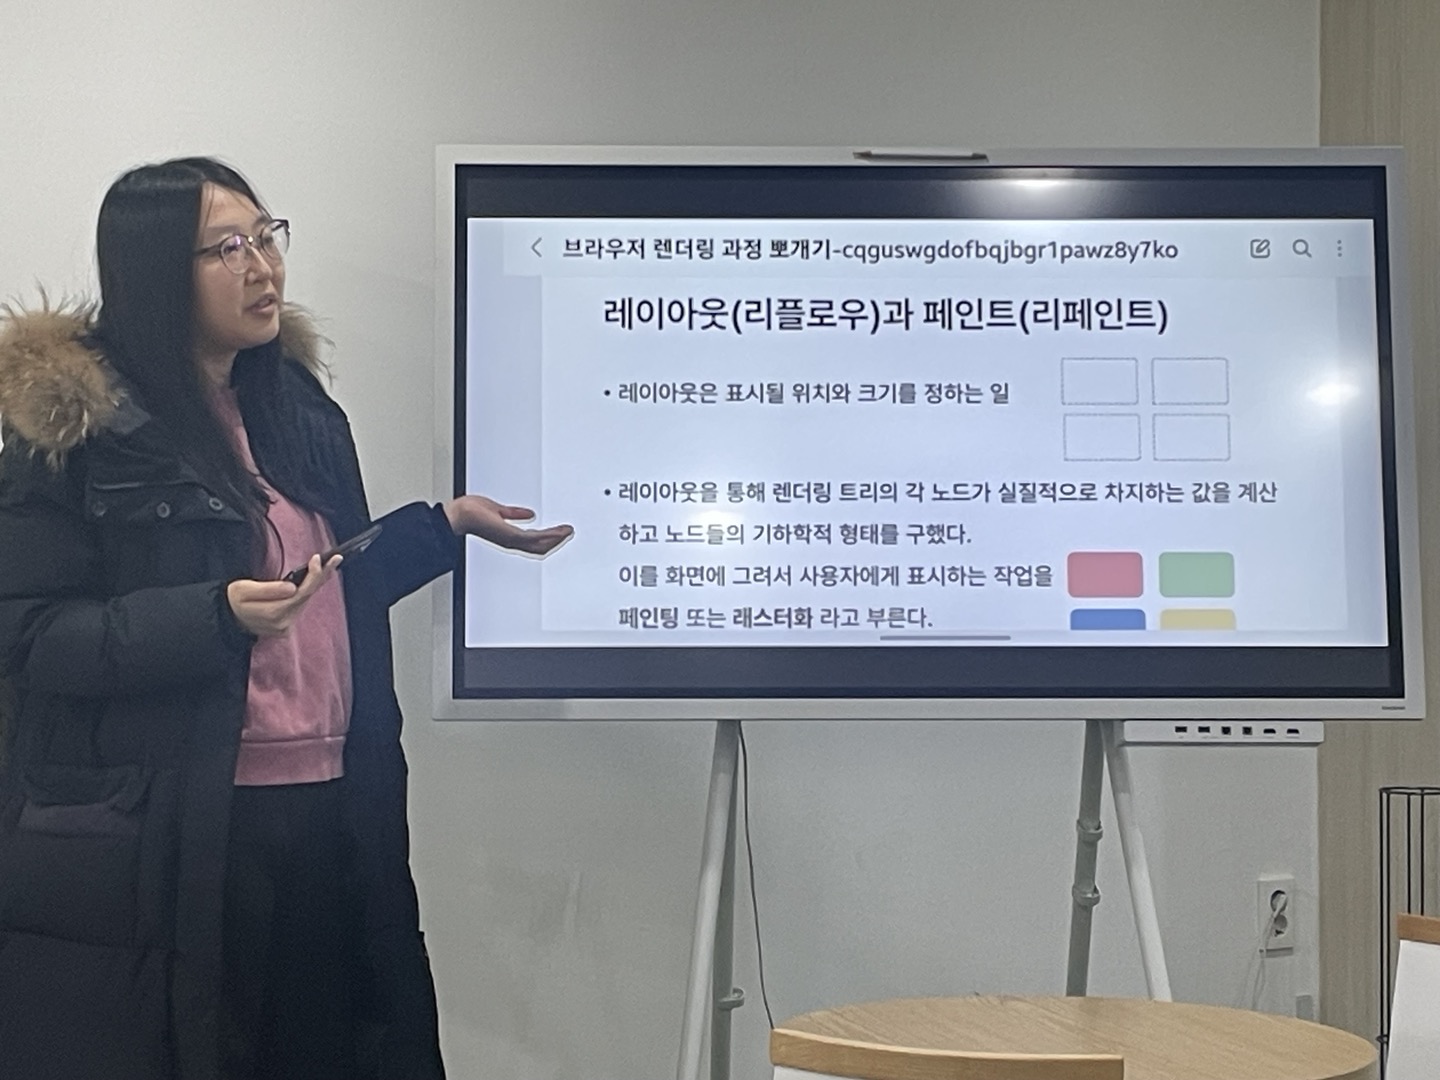 브라우저 렌더링 과정 뽀개기-cqguswgdofbqjbgr1pawz8y7ko
레이아웃(리플로우)과 페인트(리페인트)
• 레이아웃은 표시될 위치와 크기를 정하는 일
• 레이아웃을 통해 렌더링 트리의 각 노드가 실질적으로 차지하는 값을 계산
하고 노드들의 기하학적 형태를 구했다.
이를 화면에 그려서 사용자에게 표시하는 작업을
페인팅 또는 래스터화 라고 부른다.